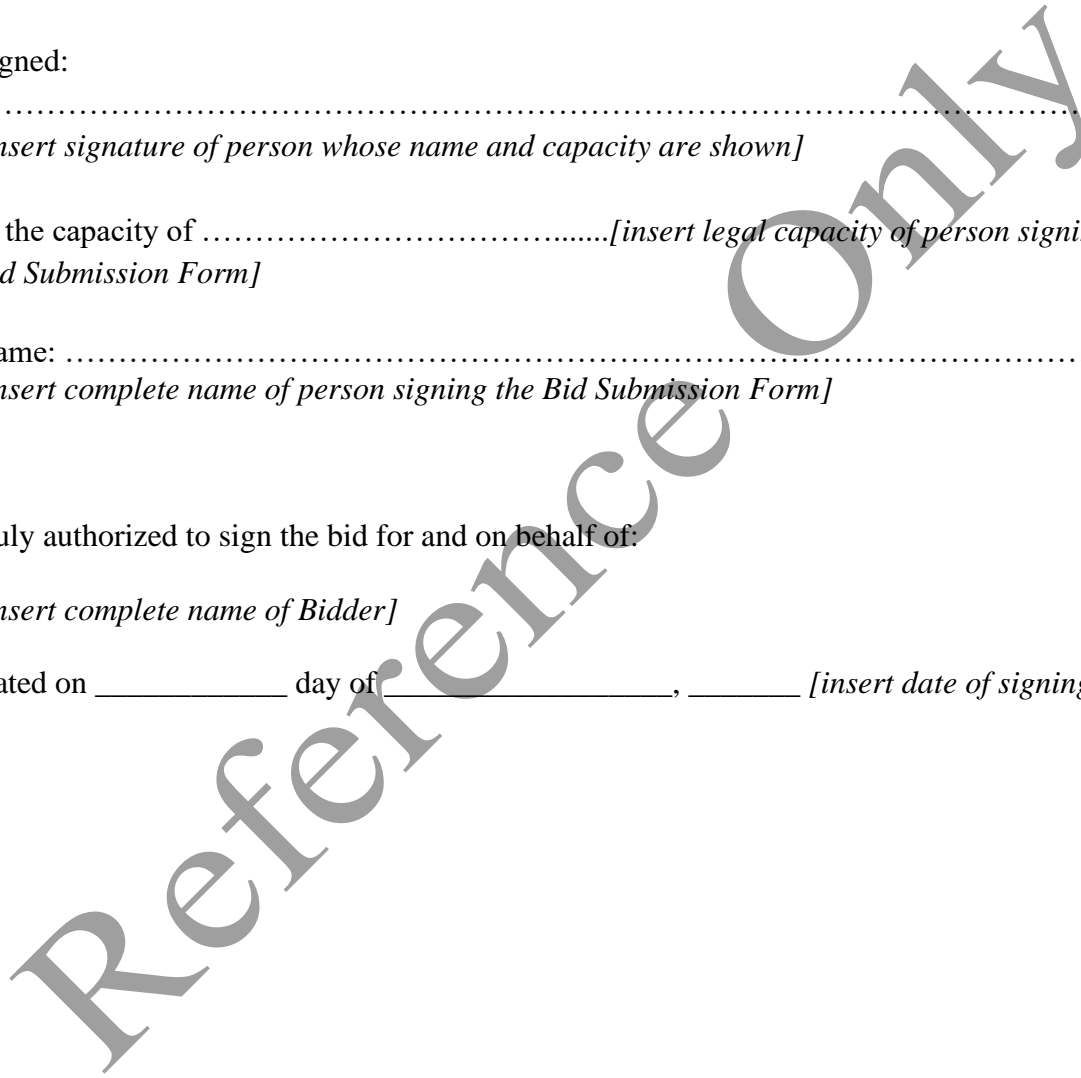 gned:
……………………………………………………………………………………………………
nsert signature of person whose name and capacity are shown]
the capacity of ……………………………......[insert legal capacity of person signi
d Submission Form]
ame: ……………………………………………………………………………………………
nsert complete name of person signing the Bid Submission Form]
uly authorized to sign the bid for and on behalf of:
nsert complete name of Bidder]
ated on ____________ day of __________________, _______ [insert date of signing
Reference Only